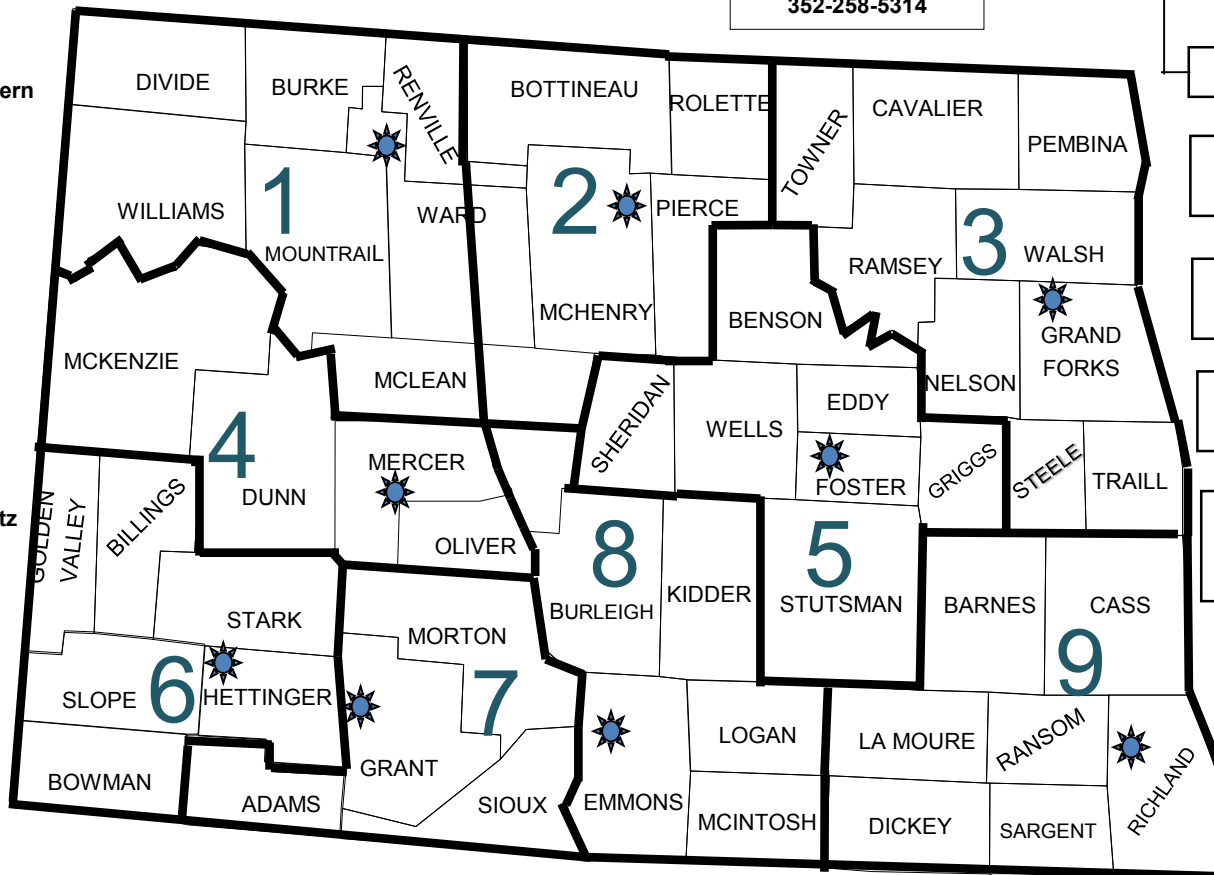 352-258-5314
ern
DIVIDE
BURKE
RENVILLE
BOTTINEAU
ROLETTE
TOWNER
CAVALIER
PEMBINA
WILLIAMS
1
MOUNTRAIL
WARD
2
PIERCE
MCHENRY
3
RAMSEY
WALSH
BENSON
GRAND
FORKS
NELSON
MCKENZIE
MCLEAN
SHERIDAN
WELLS
EDDY
FOSTER
GRIGGS
STEELE
TRAILL
4
DUNN
MERCER
OLIVER
tz
GOLDEN
VALLEY
BILLINGS
STARK
8
BURLEIGH
KIDDER
5
STUTSMAN
BARNES
CASS
9
MORTON
7
6
SLOPE
HETTINGER
BOWMAN
ADAMS
GRANT
SIOUX
EMMONS
LOGAN
MCINTOSH
LA MOURE
RANSOM
RICHLAND
DICKEY
SARGENT